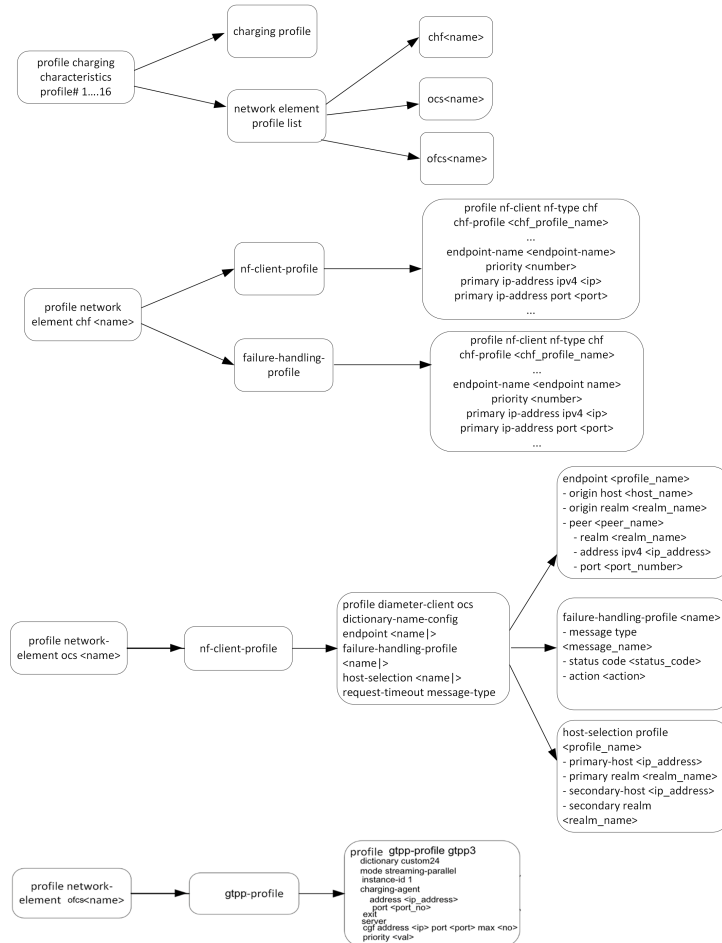 charging profile
chf<name>
profile charging
characteristics
profile# 1....16
ocs<name>
network element
profile list
ofcs<name>
profile nf-client nf-type chf
chf-profile <chf_profile_name>
...
endpoint-name <endpoint-name>
priority <number>
primary ip-address ipv4 <ip>
primary ip-address port <port>
...
nf-client-profile
profile network
element chf <name>
failure-handling-
profile
profile nf-client nf-type chf
chf-profile <chf_profile_name>
...
endpoint-name <endpoint name>
priority <number>
primary ip-address ipv4 <ip>
primary ip-address port <port>
...
endpoint <profile_name>
- origin host <host_name>
- origin realm <realm_name>
- peer <peer_name>
- realm <realm_name>
- address ipv4 <ip_address>
- port <port_number>
profile network-
element ocs <name>
nf-client-profile
profile diameter-client ocs
dictionary-name-config
endpoint <name|>
failure-handling-profile
<name|>
host-selection <name|>
request-timeout message-type
failure-handling-profile <name>
- message type
<message_name>
- status code <status_code>
- action <action>
host-selection profile
<profile_name>
- primary-host <ip_address>
- primary realm <realm_name>
- secondary-host <ip_address>
- secondary realm
<realm_name>
profile network-
element ofcs<name>
gtpp-profile
profile gtpp-profile gtpp3
dictionary custom24
mode streaming-parallel
instance-id 1
charging-agent
address <ip_address>
port <port_no>
exit
server
cgf address <ip> port <port> max <no>
priority <val>